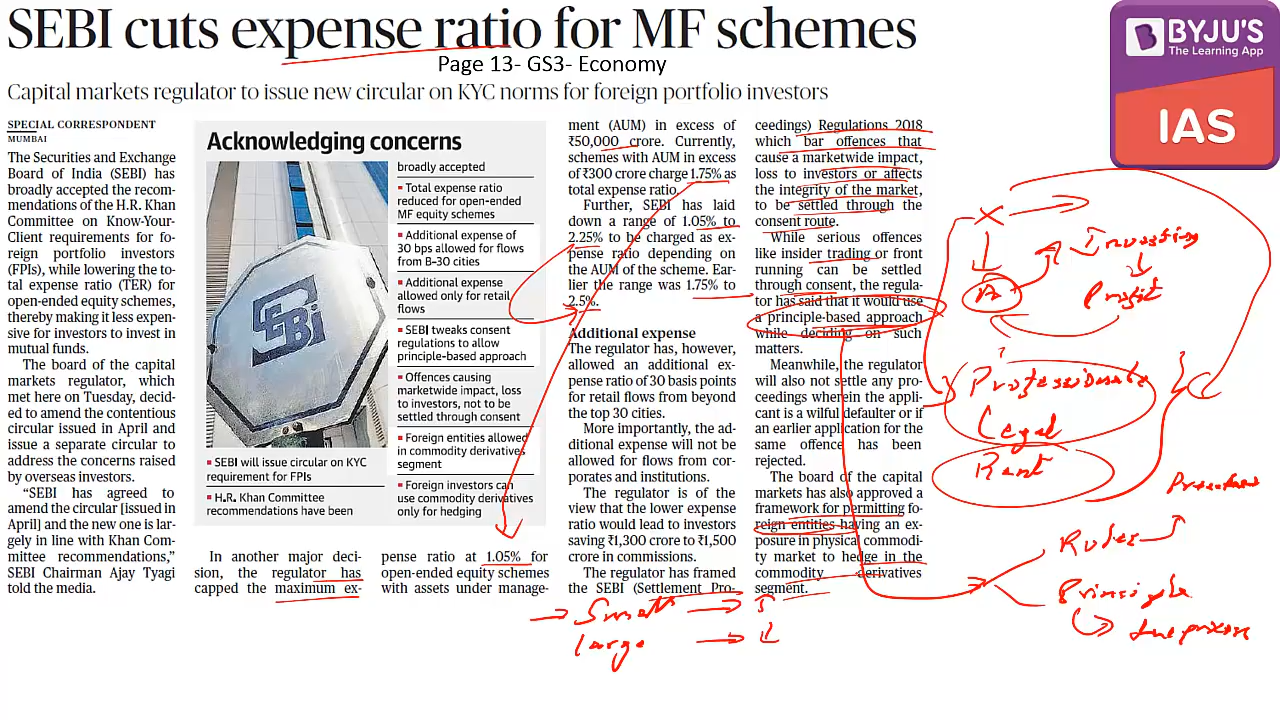 SEBI cuts expense ratio for MF schemes
Page 13- GS3- Economy
Capital markets regulator to issue new circular on KYC norms for foreign portfolio investors
BYJU'S
The Learning App
IAS
SPECIAL CORRESPONDENT
MUMBAI
The Securities and Exchange
Board of India (SEBI) has
broadly accepted the recom-
mendations of the H.R. Khan
Committee on Know-Your-
Client requirements for fo-
reign portfolio investors
(FPIs), while lowering the to-
tal expense ratio (TER) for
open-ended equity schemes,
thereby making it less expen-
sive for investors to invest in
mutual funds.
The board of the capital
markets regulator, which
met here on Tuesday, decid-
ed to amend the contentious
circular issued in April and
issue a separate circular to
address the concerns raised
by overseas investors.
"SEBI has agreed to
amend the circular [issued in
April] and the new one is lar-
gely in line with Khan Com-
mittee recommendations,"
SEBI Chairman Ajay Tyagi
told the media.
Acknowledging concerns
SEBI
SEBI will issue circular on KYC
requirement for FPIs
H.R. Khan Committee
recommendations have been
broadly accepted
Total expense ratio
reduced for open-ended
MF equity schemes
Additional expense of
30 bps allowed for flows
from B-30 cities
Additional expense
allowed only for retail
flows
SEBI tweaks consent
regulations to allow
principle-based approach
Offences causing
marketwide impact, loss
to investors, not to be
settled through consent
Foreign entities allowed
in commodity derivatives
segment
Foreign investors can
use commodity derivatives
only for hedging
In another major deci-
sion, the regulator has
capped the maximum ex-
pense ratio at 1.05% for
open-ended equity schemes
with assets under manage-
ment (AUM) in excess of
₹50,000 crore. Currently,
schemes with AUM in excess
of ₹300 crore charge 1.75% as
total expense ratio.
Further, SEBI has laid
down a range of 1.05% to
2.25% to be charged as ex-
pense ratio depending on
the AUM of the scheme. Ear-
lier the range was 1.75% to
2.5%.
Additional expense
The regulator has, however,
allowed an additional ex-
pense ratio of 30 basis points
for retail flows from beyond
the top 30 cities.
More importantly, the ad-
ditional expense will not be
allowed for flows from cor-
porates and institutions.
The regulator is of the
view that the lower expense
ratio would lead to investors
saving ₹1,300 crore to ₹1,500
crore in commissions.
The regulator has framed
the SEBI (Settlement Pro-
ceedings) Regulations 2018
which bar offences that
cause a marketwide impact,
loss to investors or affects
the integrity of the market,
to be settled through the
consent route.
While serious offences
like insider trading or front
running can be settled
through consent, the regula-
tor has said that it would use
a principle-based approach
while deciding on such
matters.
Meanwhile, the regulator
will also not settle any pro-
ceedings wherein the appli-
cant is a wilful defaulter or if
an earlier application for the
same offence has been
rejected.
The board of the capital
markets has also approved a
framework for permitting fo-
reign entities having an ex-
posure in physical commodi-
ty market to hedge in the
commodity derivatives
segment.
X
Investing
Profit
Professionals
Legal
Rent
Rules
Principle
Small
large